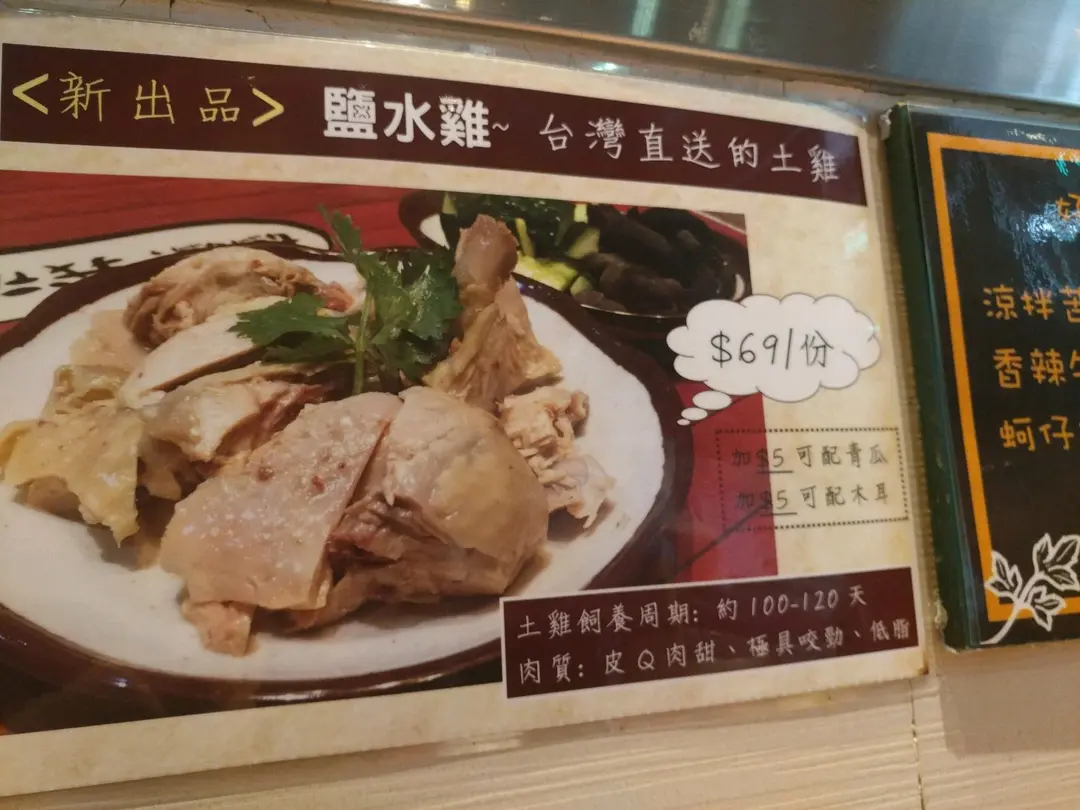 <新出品> 鹽水雞~ 台灣直送的土雞
$69/份
加$5可配青瓜
加$5可配木耳
土雞飼養周期: 約100-120天
肉質: 皮Q肉甜、極具咬勁、低脂
涼拌苦
香辣牛
蚵仔